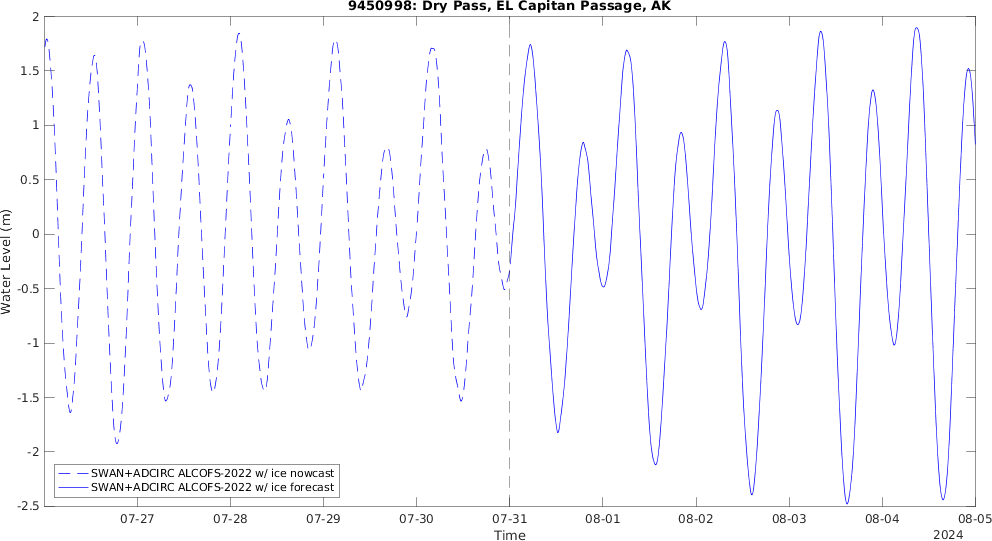 9450998: Dry Pass, EL Capitan Passage, AK
2
1.5
1
0.5
0
-0.5
-1
-1.5
-2
-2.5
Water Level (m)
SWAN+ADCIRC ALCOFS-2022 w/ ice nowcast
SWAN+ADCIRC ALCOFS-2022 w/ ice forecast
07-27 07-28 07-29 07-30 07-31 08-01 08-02 08-03 08-04 08-05
Time
2024